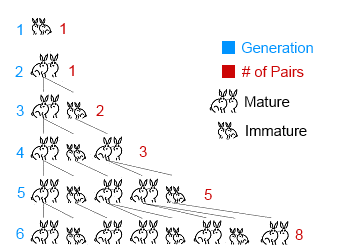 1 1
Generation
2 1
# of Pairs
Mature
3 2
Immature
4 3
5 5
6 8